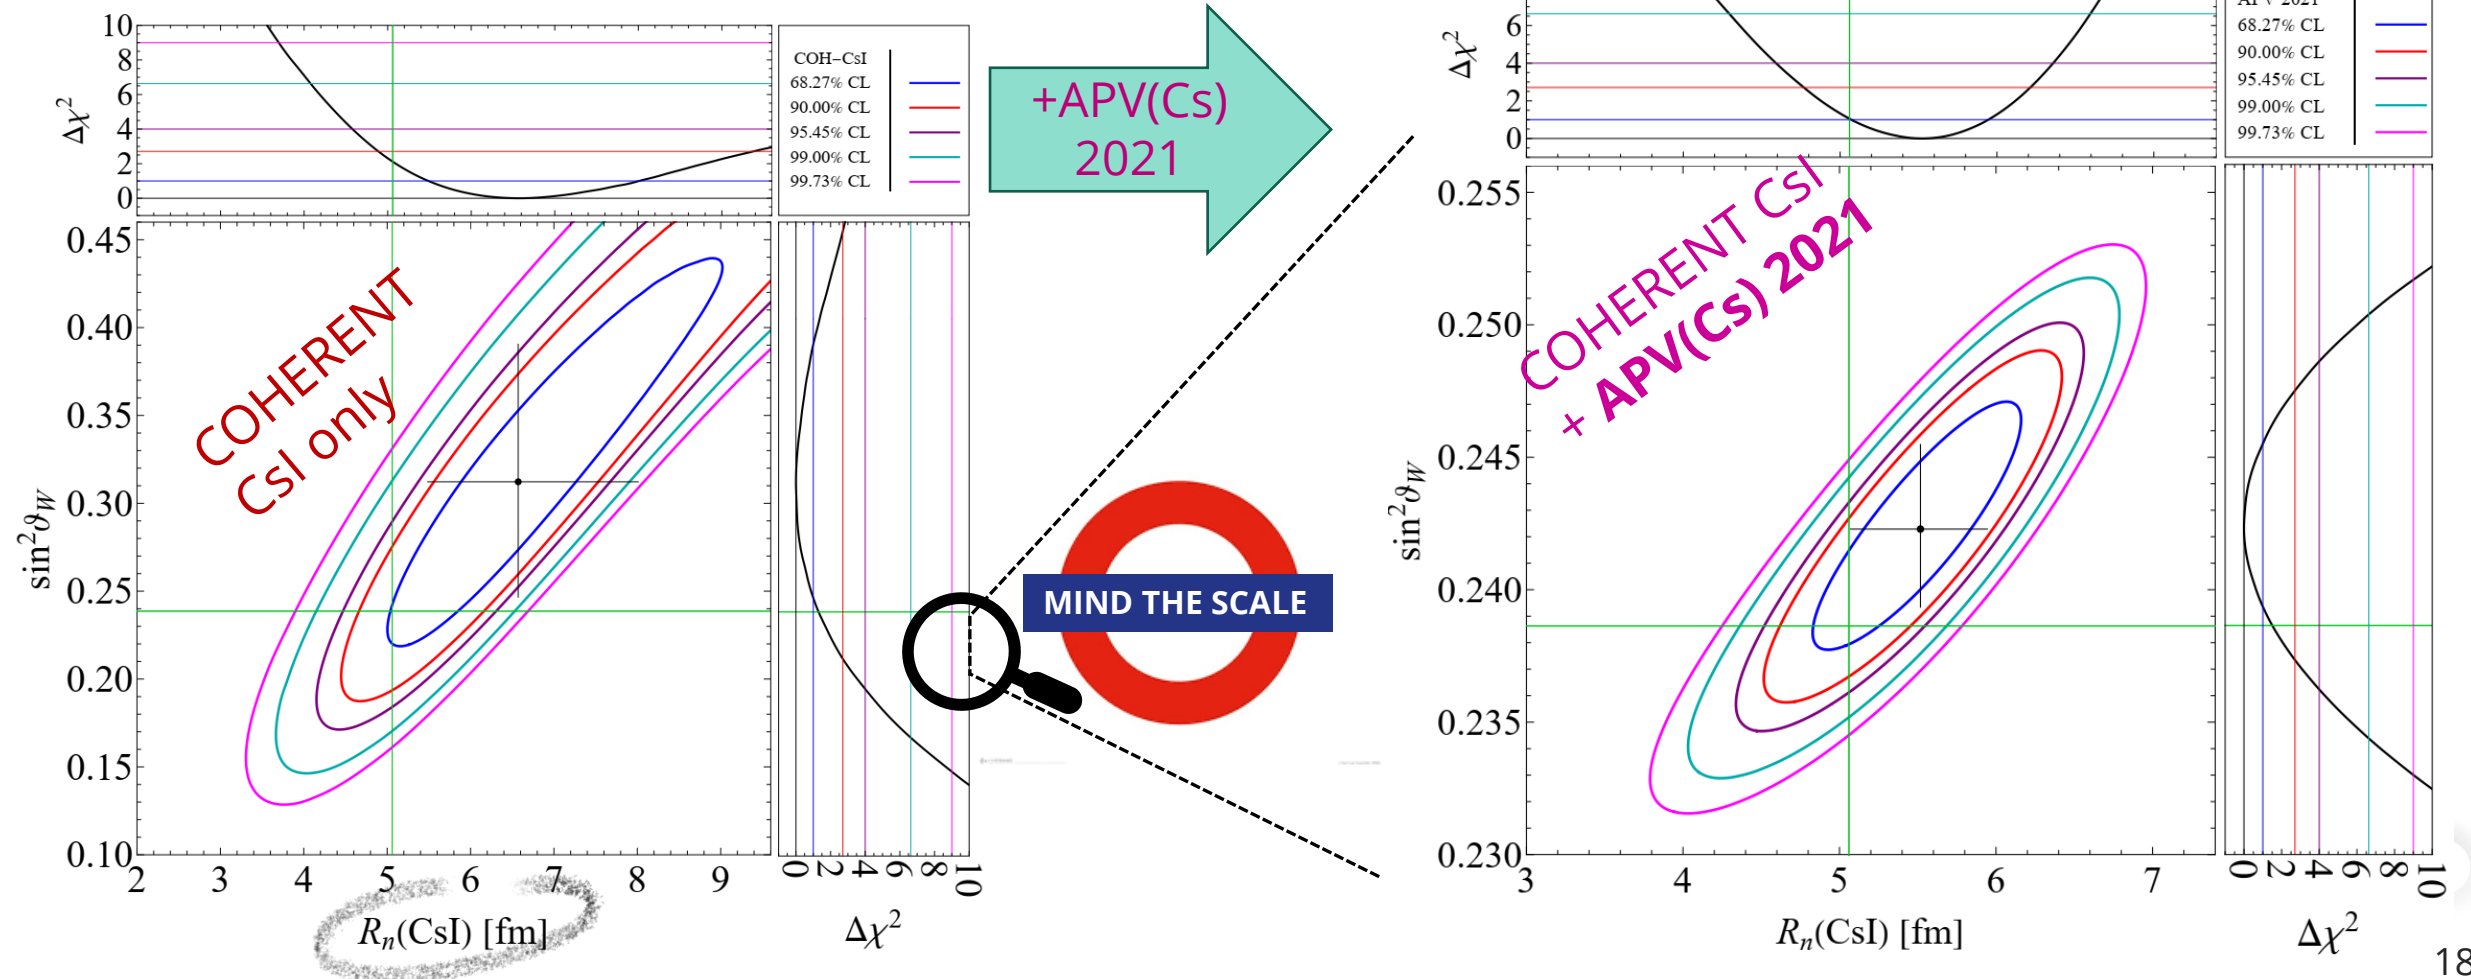 10
8
6
4
2
0
Δχ²
COH−CsI
68.27% CL
90.00% CL
95.45% CL
99.00% CL
99.73% CL
0.45
0.40
0.35
0.30
0.25
0.20
0.15
0.10
sin²ϑ_W
COHERENT
CsI only
2 3 4 5 6 7 8 9
R_n(CsI) [fm]
0 2 4 6 8 10
Δχ²
+APV(Cs)
2021
MIND THE SCALE
6
4
2
0
Δχ²
APV 2021
68.27% CL
90.00% CL
95.45% CL
99.00% CL
99.73% CL
0.255
0.250
0.245
0.240
0.235
0.230
sin²ϑ_W
COHERENT CsI
+ APV(Cs) 2021
3 4 5 6 7
R_n(CsI) [fm]
0 2 4 6 8 10
Δχ²
18